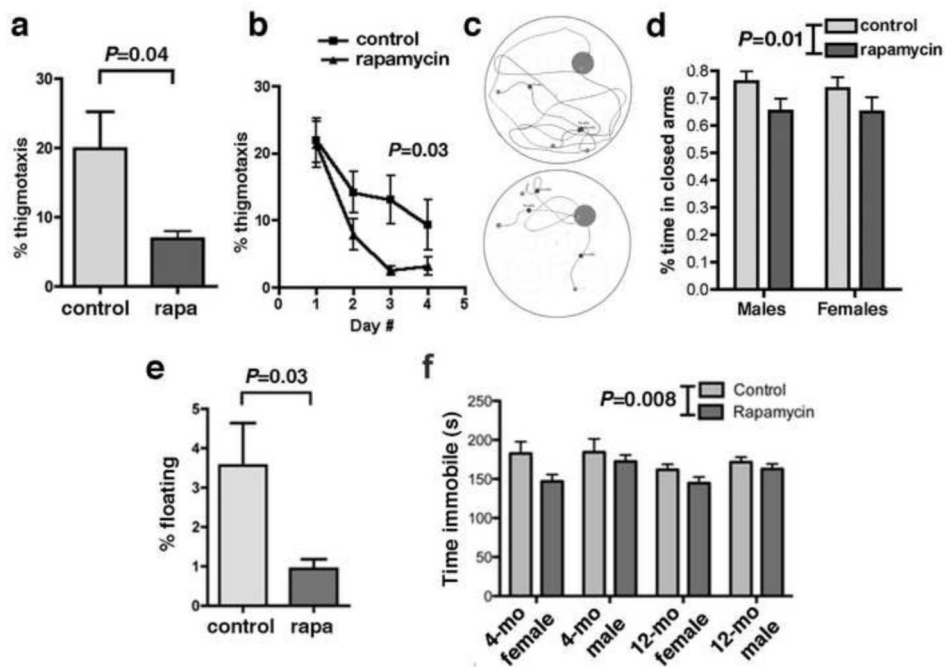 a
P=0.04
30
20
10
0
% thigmotaxis
control rapa
b
control
rapamycin
30
20
10
0
% thigmotaxis
P=0.03
0 1 2 3 4 5
Day #
c
d
P=0.01
control
rapamycin
0.8
0.7
0.6
0.5
0.4
0.7
0.2
0.1
0.0
% time in closed arms
Males Females
e
P=0.03
5
4
3
2
1
0
% floating
control rapa
f
P=0.008
Control
Rapamycin
250
200
150
100
50
0
Time immobile (s)
4-mo
female
4-mo
male
12-mo
female
12-mo
male